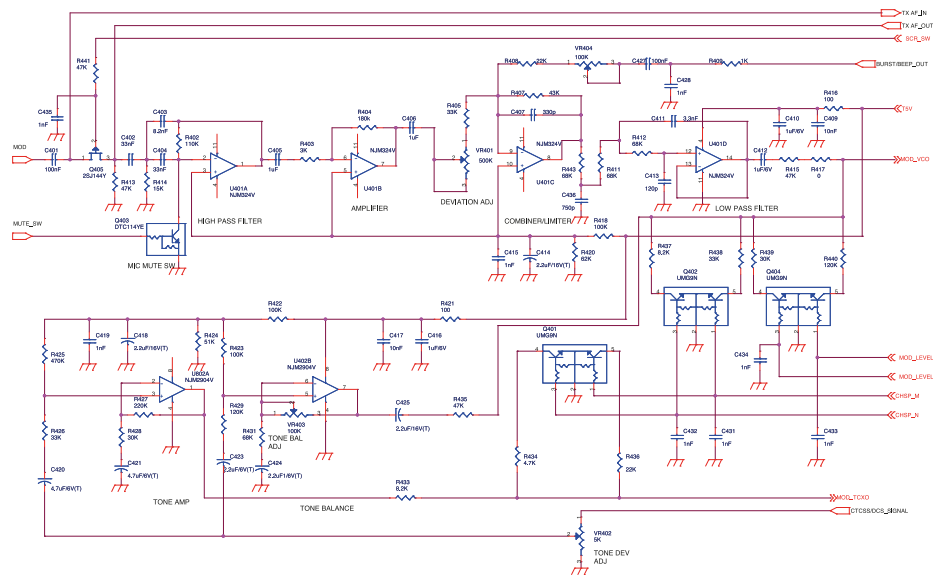 TX AF_IN
TX AF_OUT
SCR_SW
R441
47K
VR404
100K
R408
22K
C427
100nF
R409
1K
BURST/BEEP_OUT
C428
1nF
C435
1nF
C403
8.2nF
R404
180k
C406
1uF
R405
33K
R407
43K
C407
330p
C411
3,3nF
R416
100
T5V
C410
1uF/6V
C409
10nF
MOD
C401
100nF
Q405
2SJ144Y
C402
33nF
C404
33nF
R402
110K
R413
47K
R414
15K
U401A
NJM324V
C405
1uF
R403
3K
NJM324V
U401B
VR401
500K
NJM324V
U401C
R443
68K
R411
68K
C436
750p
R412
68K
C413
120p
U401D
NJM324V
C412
1uF/6V
R415
47K
R417
0
MOD_VCO
HIGH PASS FILTER
AMPLIFIER
DEVIATION ADJ
COMBINER/LIMITER
LOW PASS FILTER
MUTE_SW
Q403
DTC114YE
MIC MUTE SW
R418
100K
C415
1nF
C414
2.2uF/16V(T)
R420
62K
R437
8,2K
Q402
UMG9N
R438
33K
R439
30K
Q404
UMG9N
R440
120K
R422
100K
R421
100
C419
1nF
C418
2.2uF/16V(T)
R424
51K
R423
100K
U402B
NJM2904V
C417
10nF
C416
1uF/6V
Q401
UMG9N
C434
1nF
MOD_LEVEL
MOD_LEVEL
CHSP_M
CHSP_N
R425
470K
NJM2904V
R427
220K
R428
30K
R426
33K
R429
120K
R431
68K
VR403
100K
TONE BAL
ADJ
C425
2.2uF/16V(T)
R435
47K
C432
1nF
C431
1nF
C433
1nF
C420
4.7uF/6V(T)
C421
4.7uF/6V(T)
C423
2.2uF/6V(T)
C424
R434
4.7K
R436
22K
R433
8,2K
TONE AMP
TONE BALANCE
MOD_TCXO
CTCSS/DCS_SIGNAL
VR402
5K
TONE DEV
ADJ